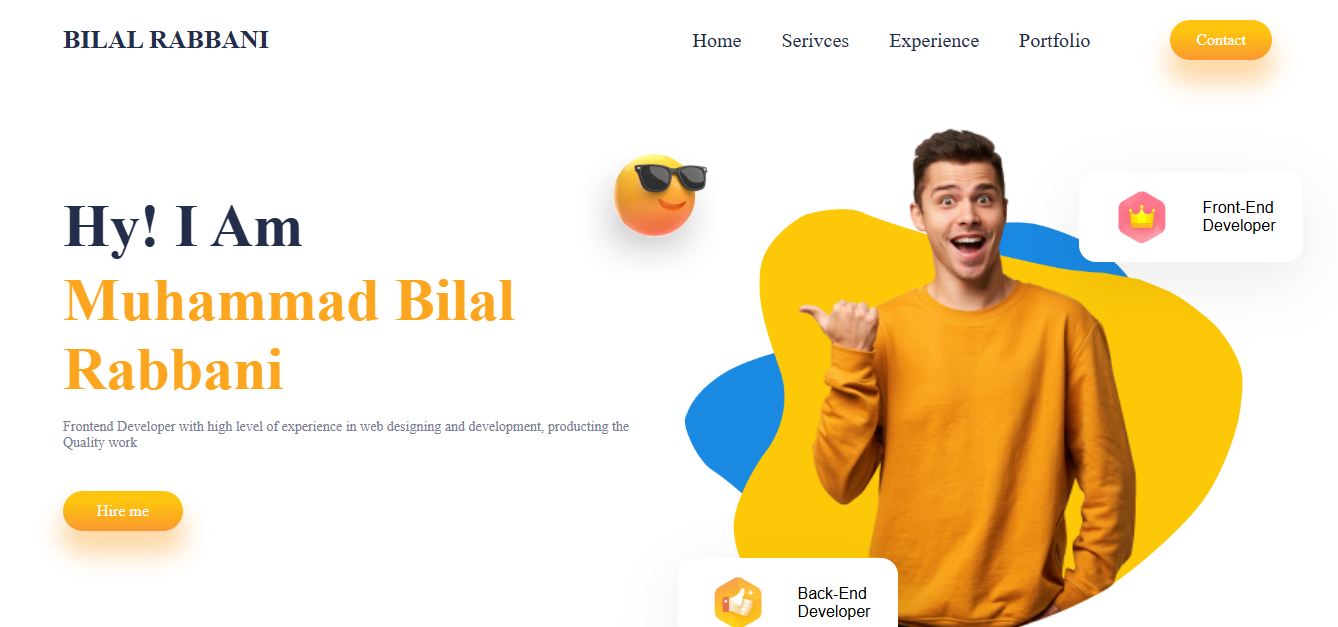 BILAL RABBANI
Home Serivces Experience Portfolio Contact
Hy! I Am
Muhammad Bilal
Rabbani
Frontend Developer with high level of experience in web designing and development, producting the
Quality work
Hire me
Front-End
Developer
Back-End
Developer